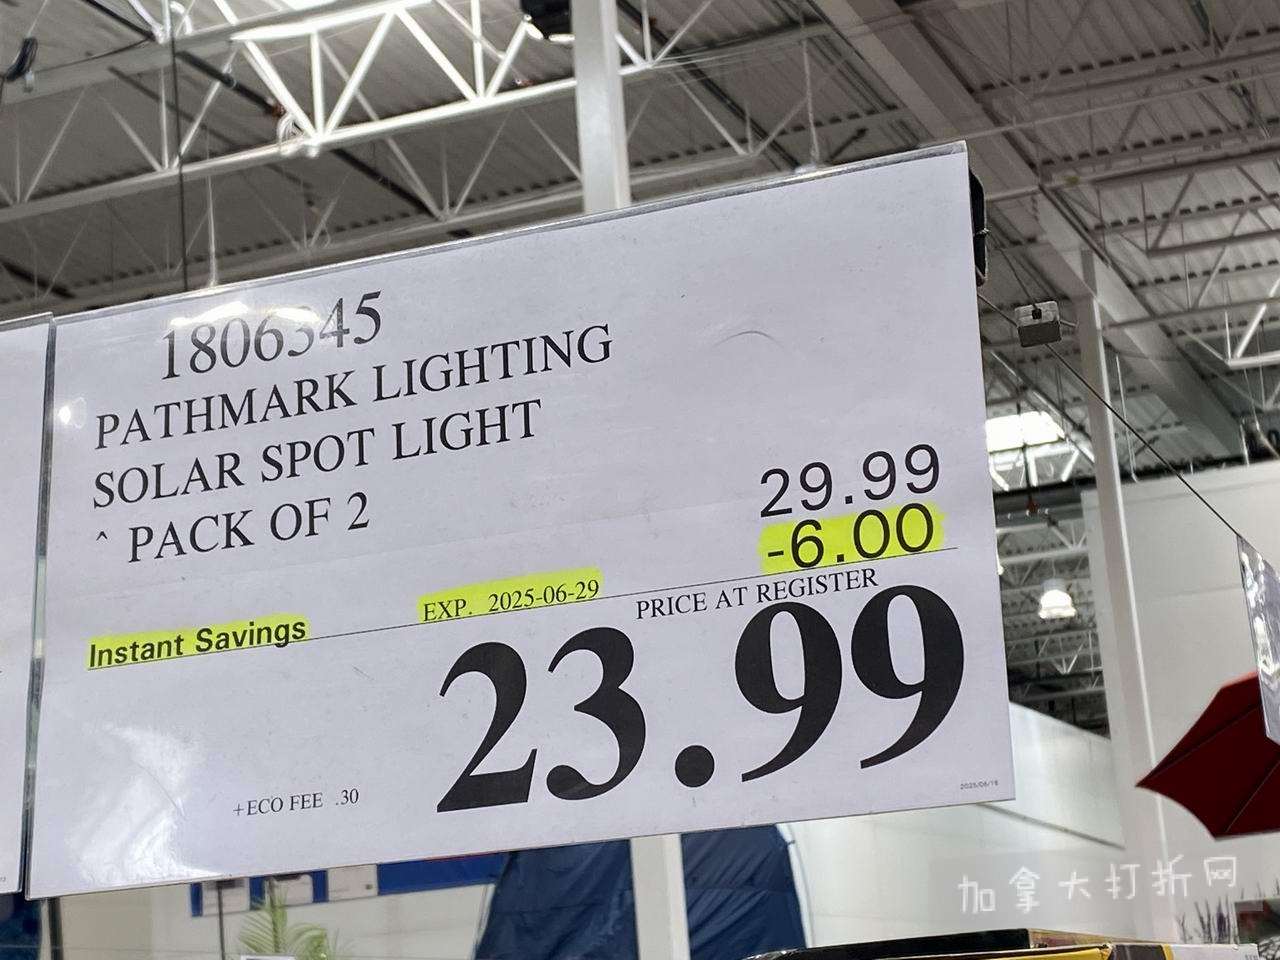 1806345
PATHMARK LIGHTING
SOLAR SPOT LIGHT
^ PACK OF 2
29.99
-6.00
Instant Savings
EXP. 2025-06-29
PRICE AT REGISTER
23.99
+ECO FEE .30
2025/06/16
加拿大打折网